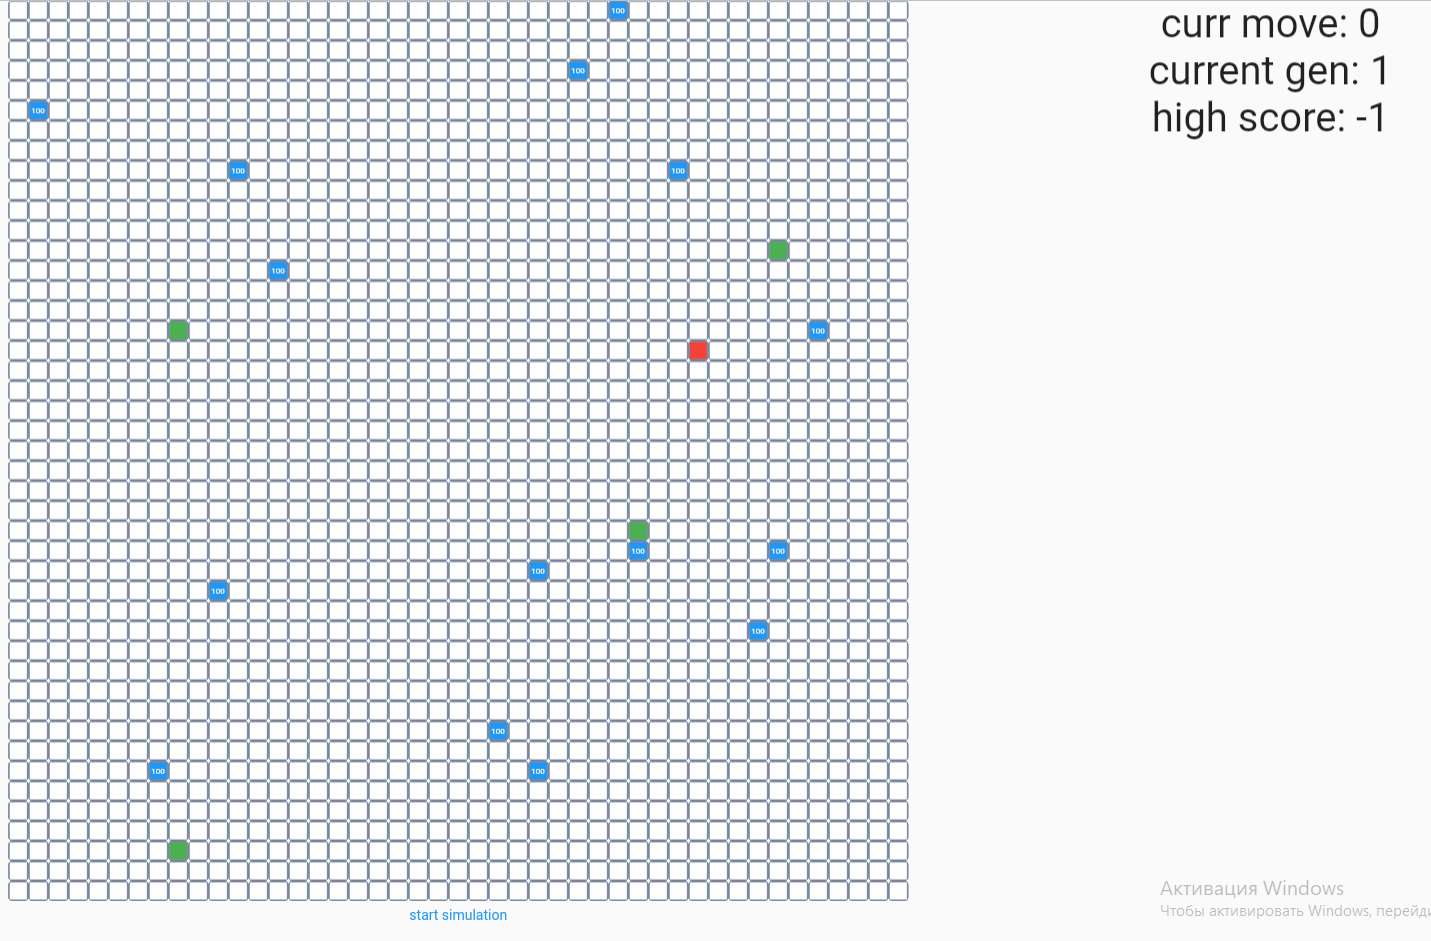 100
curr move: 0
100
current gen: 1
100
high score: -1
100 100
100
100
100 100
100
100
100
100
100 100
Активация Windows
Чтобы активировать Windows, перейди
start simulation